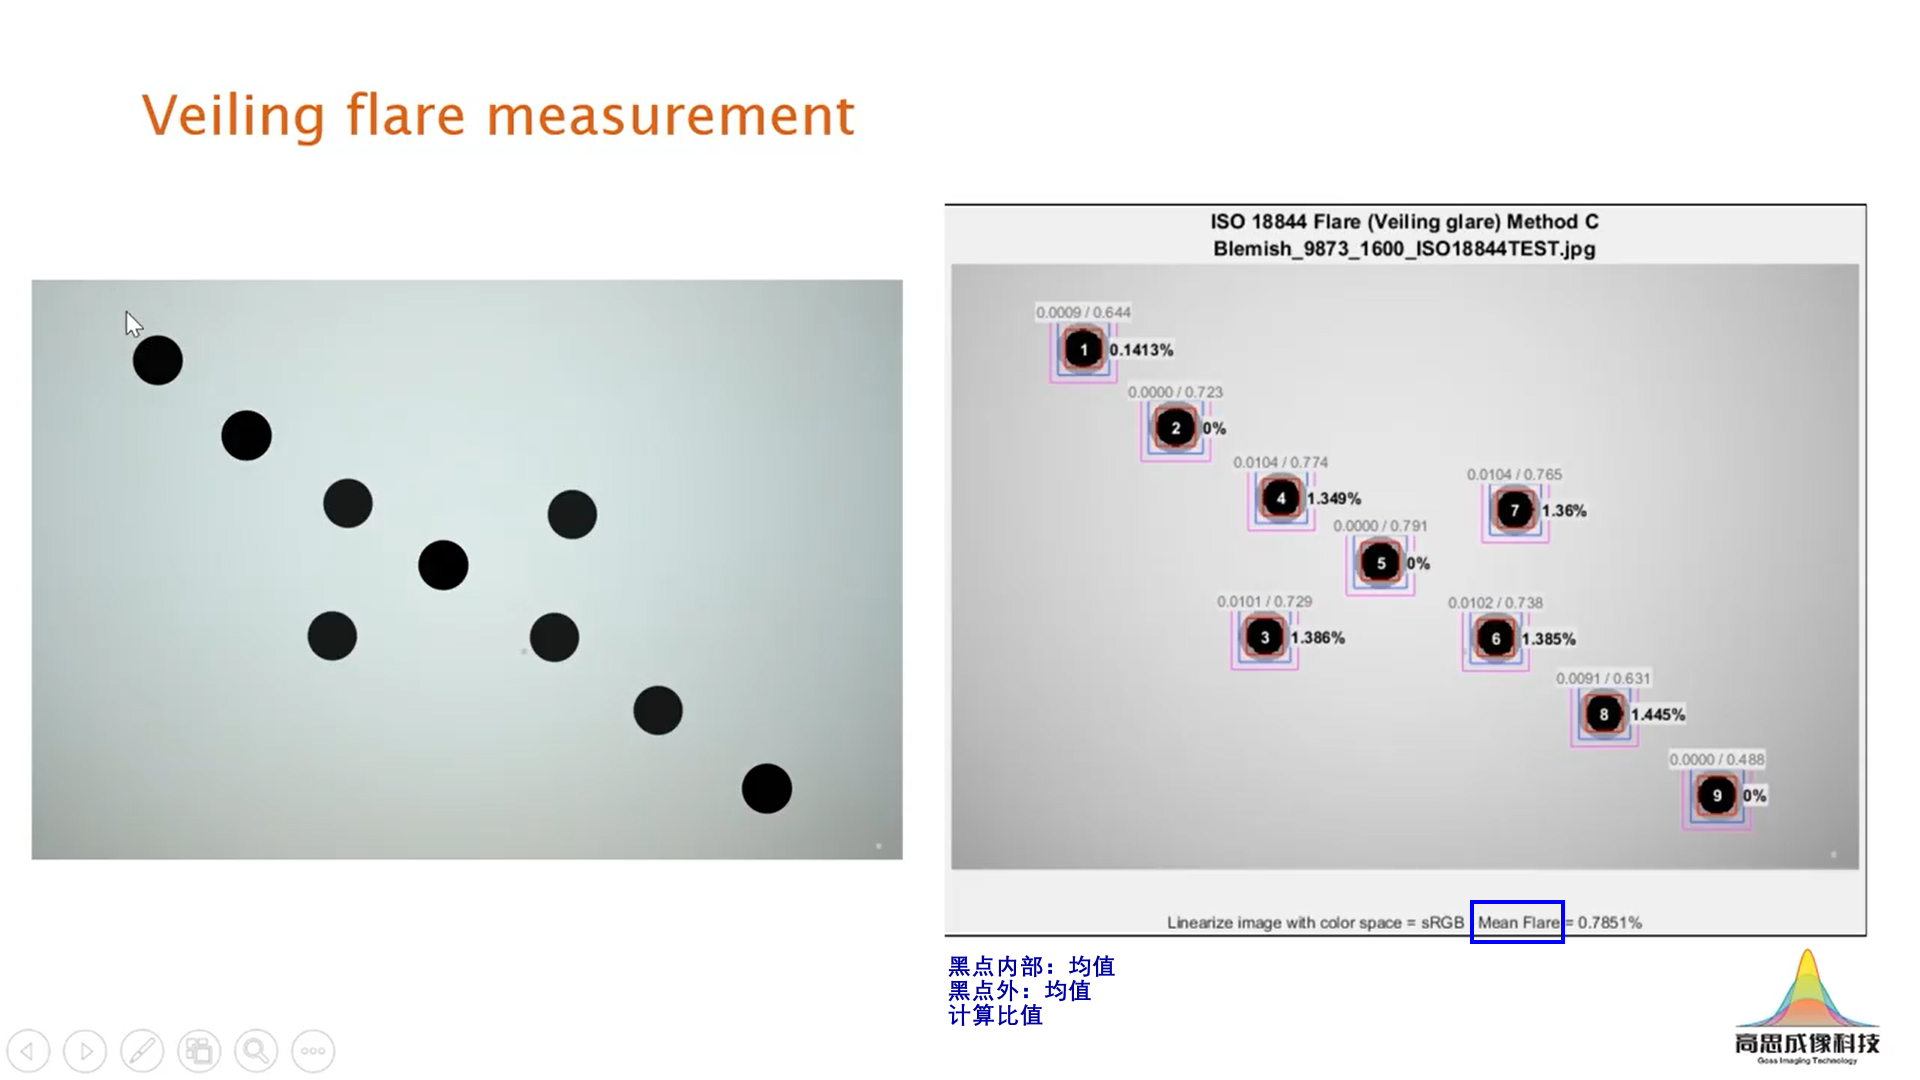 Veiling flare measurement
ISO 18844 Flare (Veiling glare) Method C
Blemish_9873_1600_ISO18844TEST.jpg
0.0009 / 0.644
1 0.1413%
0.0000 / 0.723
2 0%
0.0104 / 0.774
4 1.349%
0.0104 / 0.765
7 1.36%
0.0000 / 0.791
5 0%
0.0101 / 0.729
3 1.386%
0.0102 / 0.738
6 1.385%
0.0091 / 0.631
8 1.445%
0.0000 / 0.488
9 0%
Linearize image with color space = sRGB Mean Flare = 0.7851%
黑点内部：均值
黑点外：均值
计算比值
高思成像科技
Goss Imaging Technology